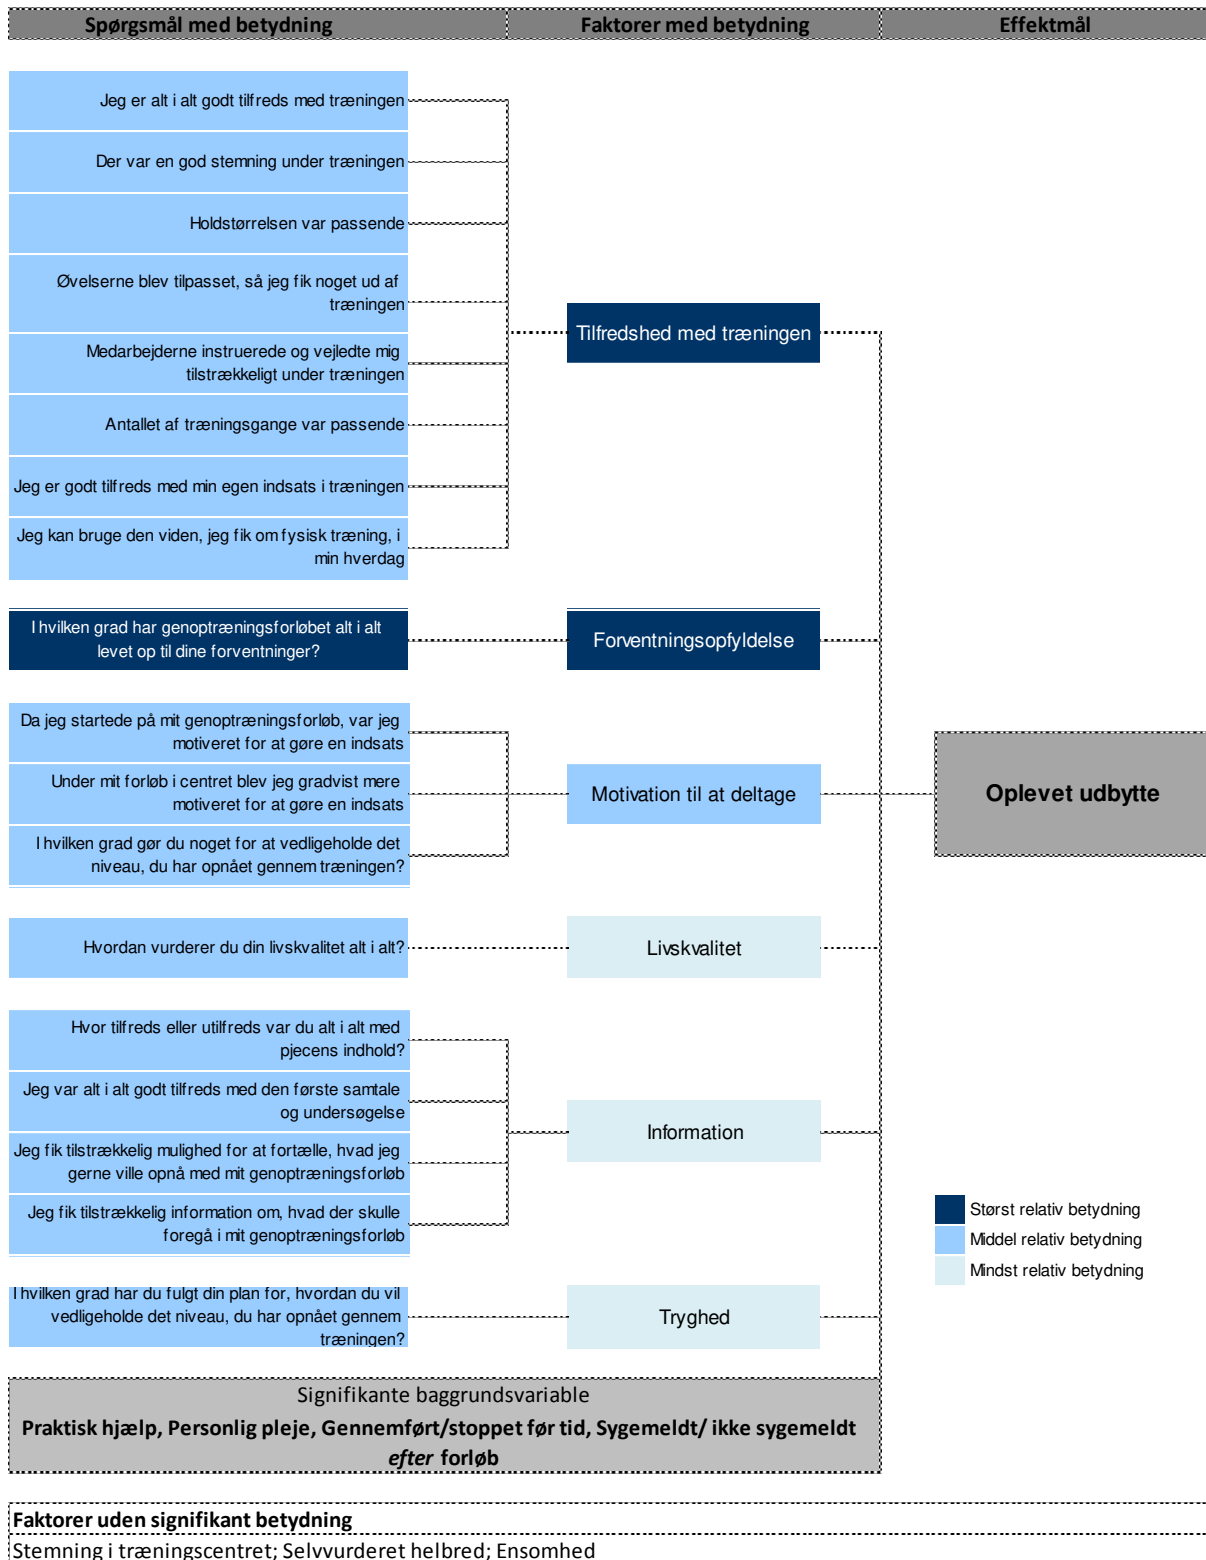 Spørgsmål med betydning
Faktorer med betydning
Effektmål
Jeg er alt i alt godt tilfreds med træningen
Der var en god stemning under træningen
Holdstørrelsen var passende
Øvelserne blev tilpasset, så jeg fik noget ud af
træningen
Medarbejderne instruerede og vejledte mig
tilstrækkeligt under træningen
Antallet af træningsgange var passende
Jeg er godt tilfreds med min egen indsats i træningen
Jeg kan bruge den viden, jeg fik om fysisk træning, i
min hverdag
Tilfredshed med træningen
I hvilken grad har genoptræningsforløbet alt i alt
levet op til dine forventninger?
Forventningsopfyldelse
Da jeg startede på mit genoptræningsforløb, var jeg
motiveret for at gøre en indsats
Under mit forløb i centret blev jeg gradvist mere
motiveret for at gøre en indsats
I hvilken grad gør du noget for at vedligeholde det
niveau, du har opnået gennem træningen?
Motivation til at deltage
Oplevet udbytte
Hvordan vurderer du din livskvalitet alt i alt?
Livskvalitet
Hvor tilfreds eller utilfreds var du alt i alt med
pjecens indhold?
Jeg var alt i alt godt tilfreds med den første samtale
og undersøgelse
Jeg fik tilstrækkelig mulighed for at fortælle, hvad jeg
gerne ville opnå med mit genoptræningsforløb
Jeg fik tilstrækkelig information om, hvad der skulle
foregå i mit genoptræningsforløb
Information
Størst relativ betydning
Middel relativ betydning
Mindst relativ betydning
I hvilken grad har du fulgt din plan for, hvordan du vil
vedligeholde det niveau, du har opnået gennem
træningen?
Tryghed
Signifikante baggrundsvariable
Praktisk hjælp, Personlig pleje, Gennemført/stoppet før tid, Sygemeldt/ ikke sygemeldt
efter forløb
Faktorer uden signifikant betydning
Stemning i træningscentret; Selvvurderet helbred; Ensomhed